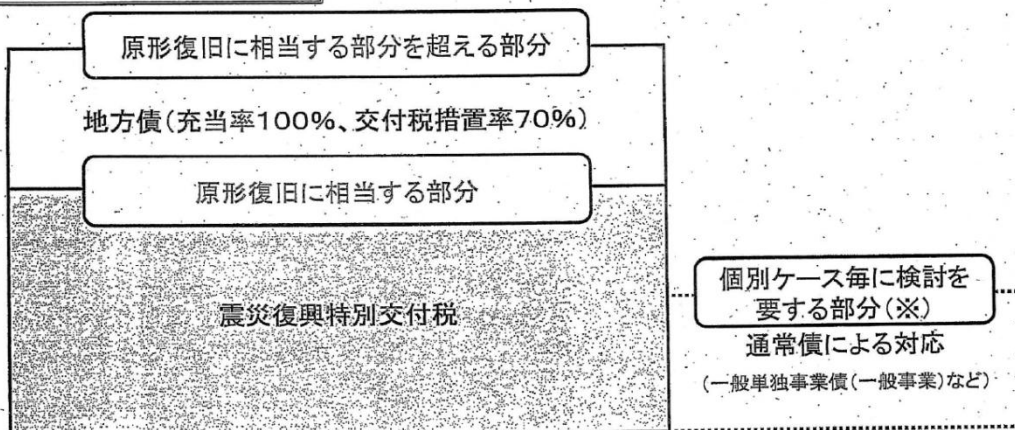 原形復旧に相当する部分を超える部分
地方債(充当率100%、交付税措置率70%)
原形復旧に相当する部分
震災復興特別交付税
個別ケース毎に検討を
要する部分(※)
通常債による対応
(一般単独事業債(一般事業)など)